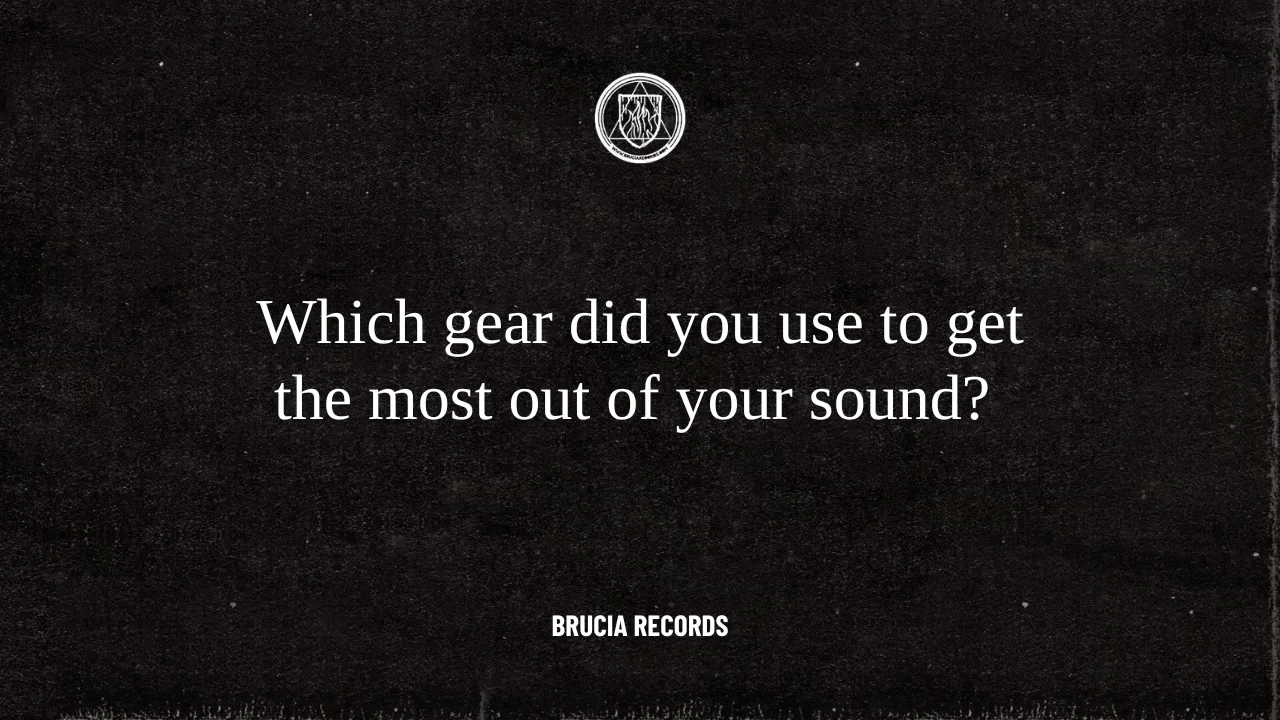 Which gear did you use to get
the most out of your sound?
BRUCIA RECORDS